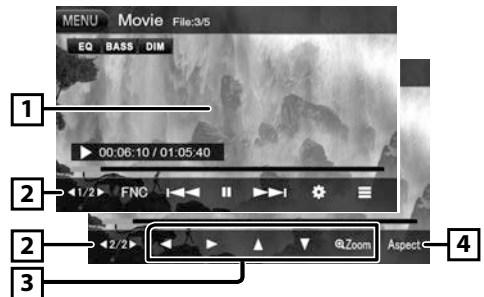 MENU Movie File:3/5
EQ BASS DIM
1
00:06:10 / 01:05:40
2 1/2 FNC
2 2/2 Zoom Aspect 4
3